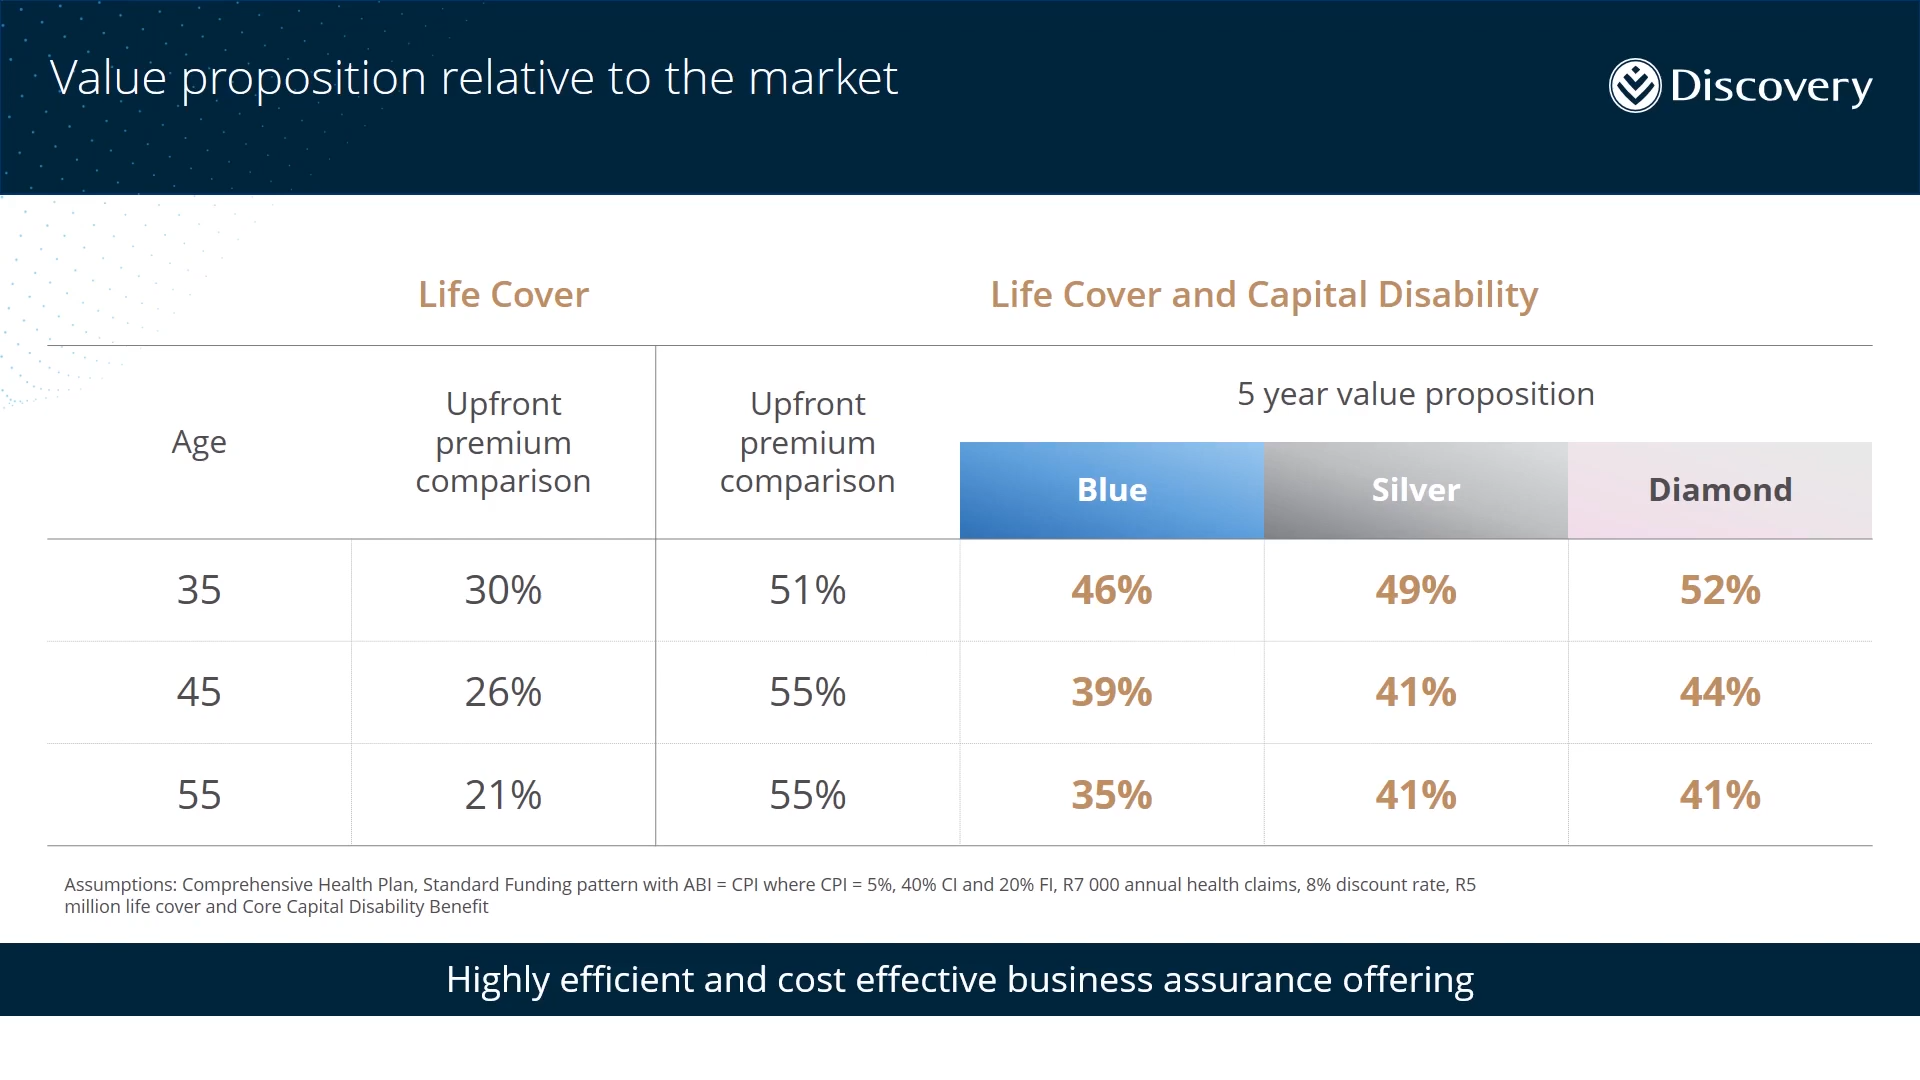 Value proposition relative to the market
Discovery
Life Cover
Life Cover and Capital Disability
Age
Upfront
premium
comparison
Upfront
premium
comparison
5 year value proposition
Blue
Silver
Diamond
35
30%
51%
46%
49%
52%
45
26%
55%
39%
41%
44%
55
21%
55%
35%
41%
41%
Assumptions: Comprehensive Health Plan, Standard Funding pattern with ABI = CPI where CPI = 5%, 40% CI and 20% FI, R7 000 annual health claims, 8% discount rate, R5
million life cover and Core Capital Disability Benefit
Highly efficient and cost effective business assurance offering